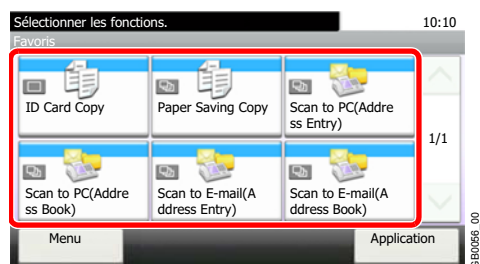 Sélectionner les fonctions.
10:10
Favoris
ID Card Copy
Paper Saving Copy
Scan to PC(Addre
ss Entry)
1/1
Scan to PC(Addre
ss Book)
Scan to E-mail(A
ddress Entry)
Scan to E-mail(A
ddress Book)
Menu
Application